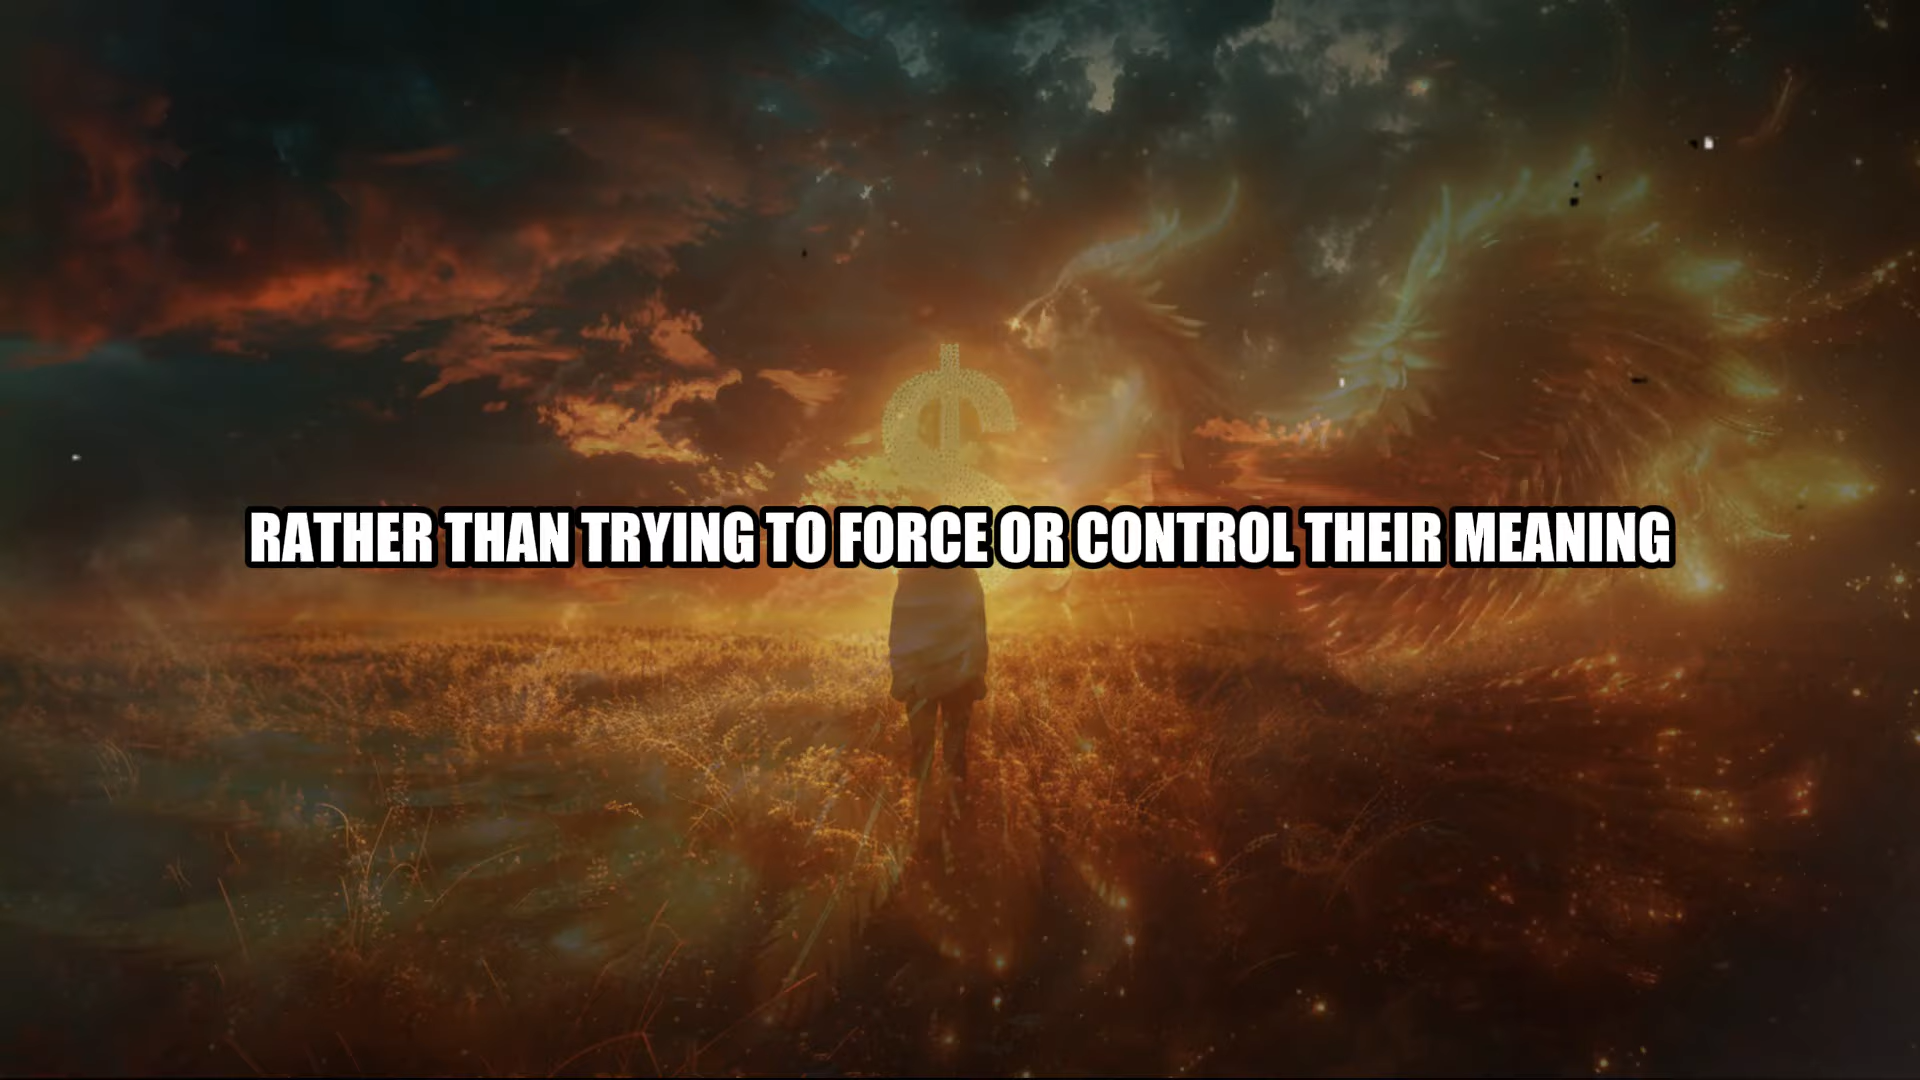 $
RATHER THAN TRYING TO FORCE OR CONTROL THEIR MEANING